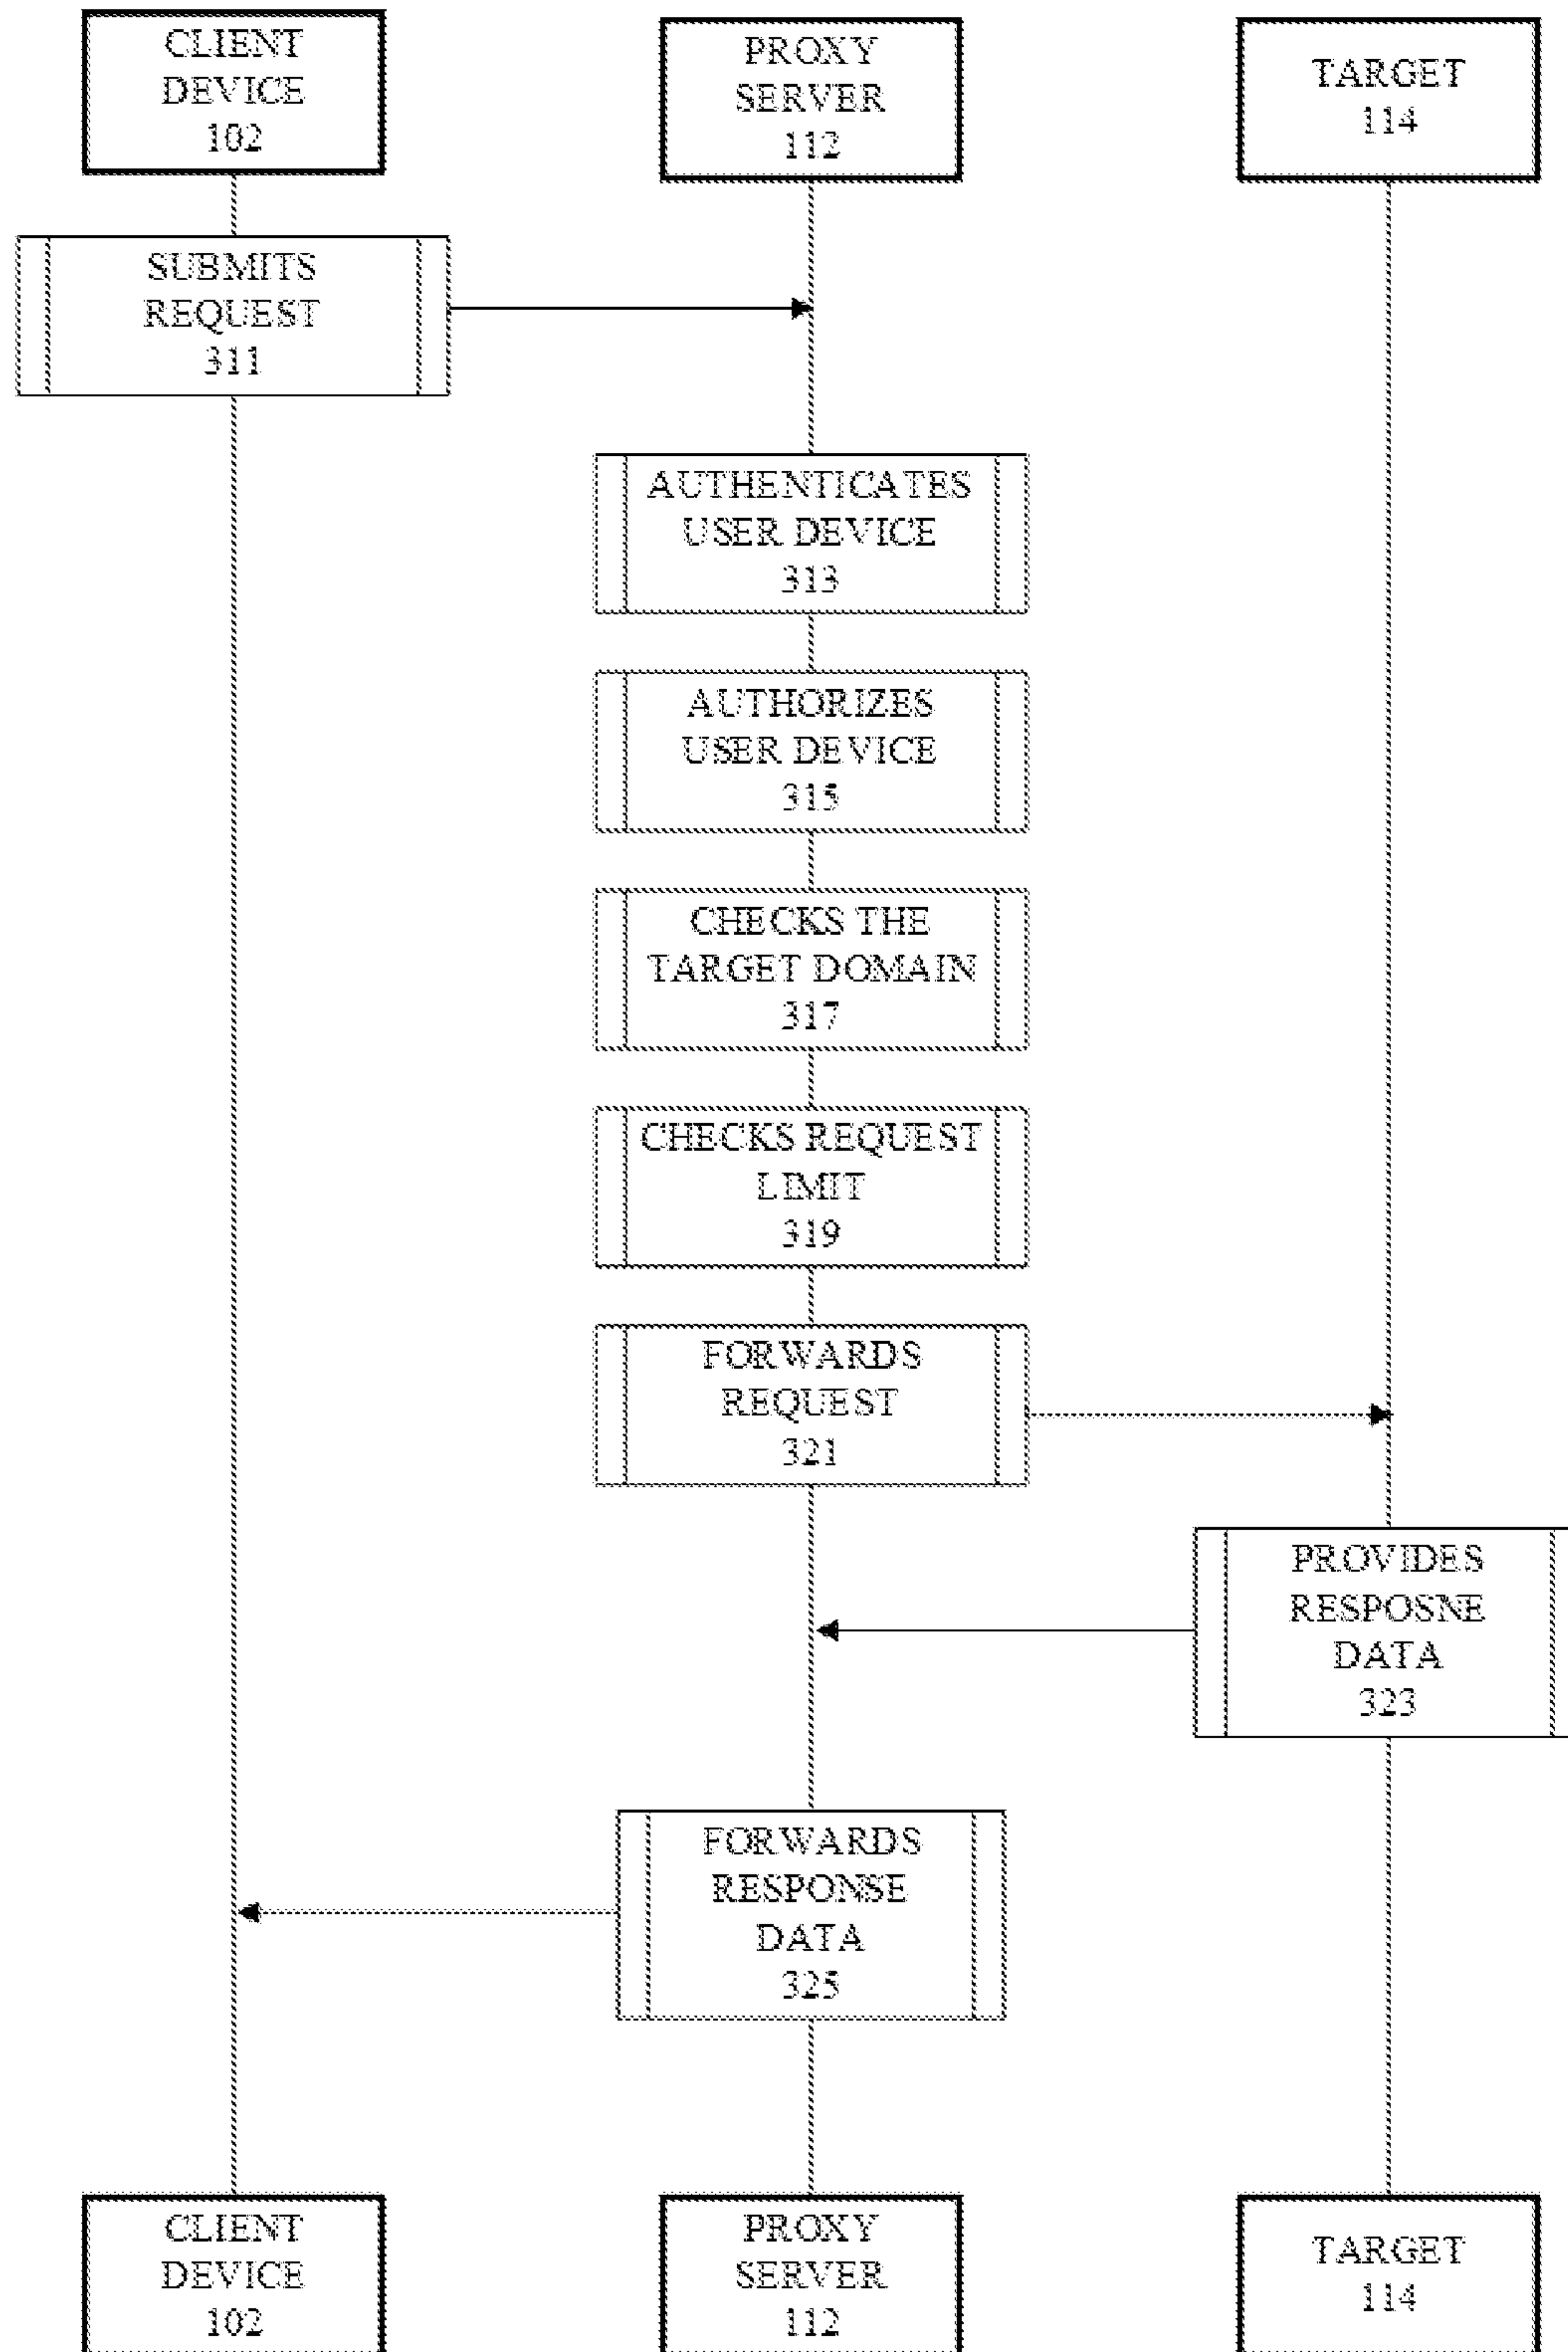 CLIENT
DEVICE
102
PROXY
SERVER
112
TARGET
114
SUBMITS
REQUEST
311
AUTHENTICATES
USER DEVICE
313
AUTHORIZES
USER DEVICE
315
CHECKS THE
TARGET DOMAIN
317
CHECKS REQUEST
LIMIT
319
FORWARDS
REQUEST
321
PROVIDES
RESPOSNE
DATA
323
FORWARDS
RESPONSE
DATA
325
CLIENT
DEVICE
102
PROXY
SERVER
112
TARGET
114